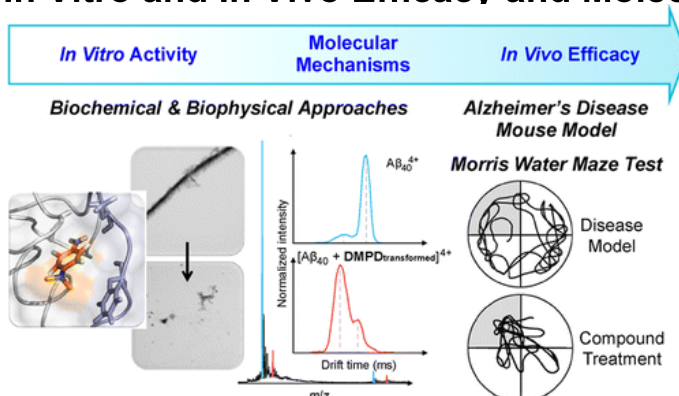 In Vitro Activity
Molecular
Mechanisms
In Vivo Efficacy
Biochemical & Biophysical Approaches
Alzheimer's Disease
Mouse Model
Morris Water Maze Test
Normalized intensity
Aβ40 4+
[Aβ40 + DMPDtransformed]4+
Drift time (ms)
m/z
Disease
Model
Compound
Treatment